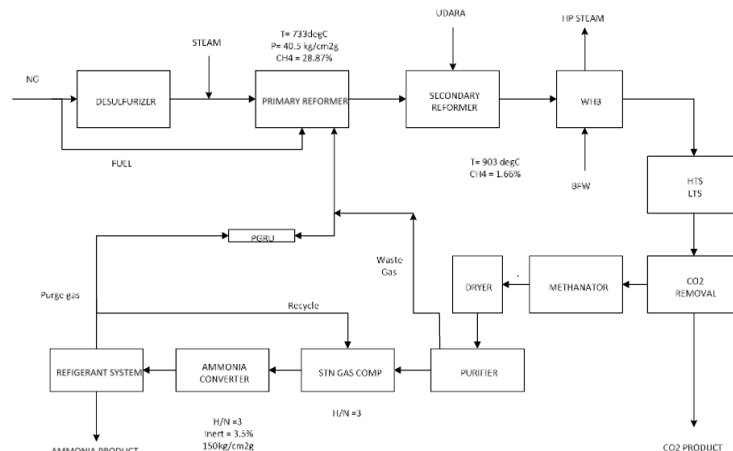 UDARA
HP STEAM
T= 733degC
P= 40.5 kg/cm2g
CH4 = 28.87%
STEAM
NG
DESULFURIZER
PRIMARY REFORMER
SECONDARY
REFORMER
WHB
FUEL
T= 903 degC
CH4 = 1.66%
BFW
HTS
LTS
PGRU
Waste
Gas
Purge gas
Recycle
DRYER
METHANATOR
CO2
REMOVAL
REFIGERANT SYSTEM
AMMONIA
CONVERTER
STN GAS COMP
PURIFIER
H/N =3
H/N =3
Inert = 3.5%
150kg/cm2g
AMMONIA PRODUCT
CO2 PRODUCT